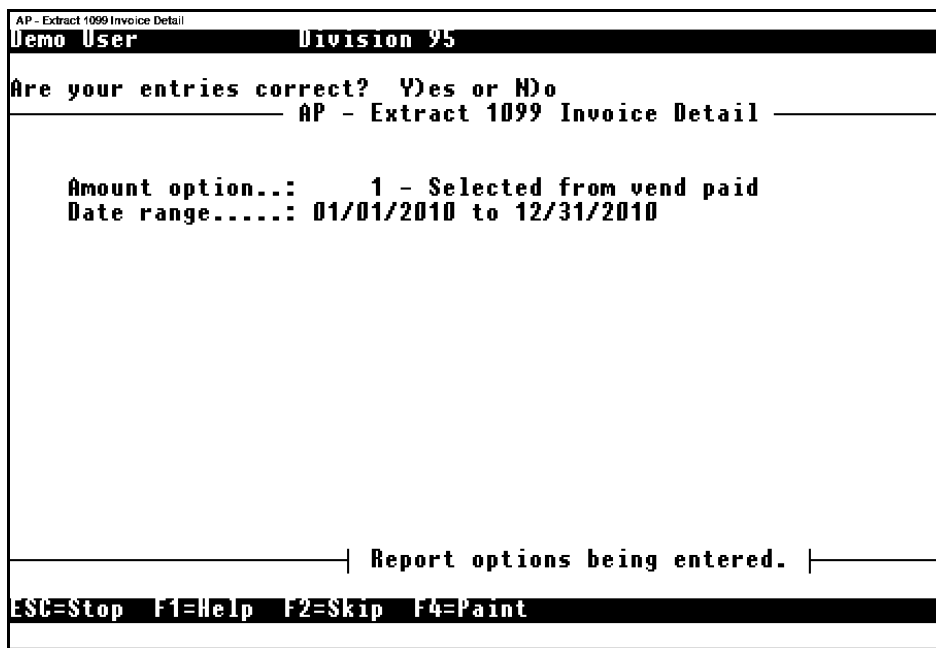 AP - Extract 1099 Invoice Detail
Demo User Division 95
Are your entries correct? Y)es or N)o
AP - Extract 1099 Invoice Detail
Amount option..: 1 - Selected from vend paid
Date range.....: 01/01/2010 to 12/31/2010
Report options being entered.
ESC=Stop F1=Help F2=Skip F4=Paint